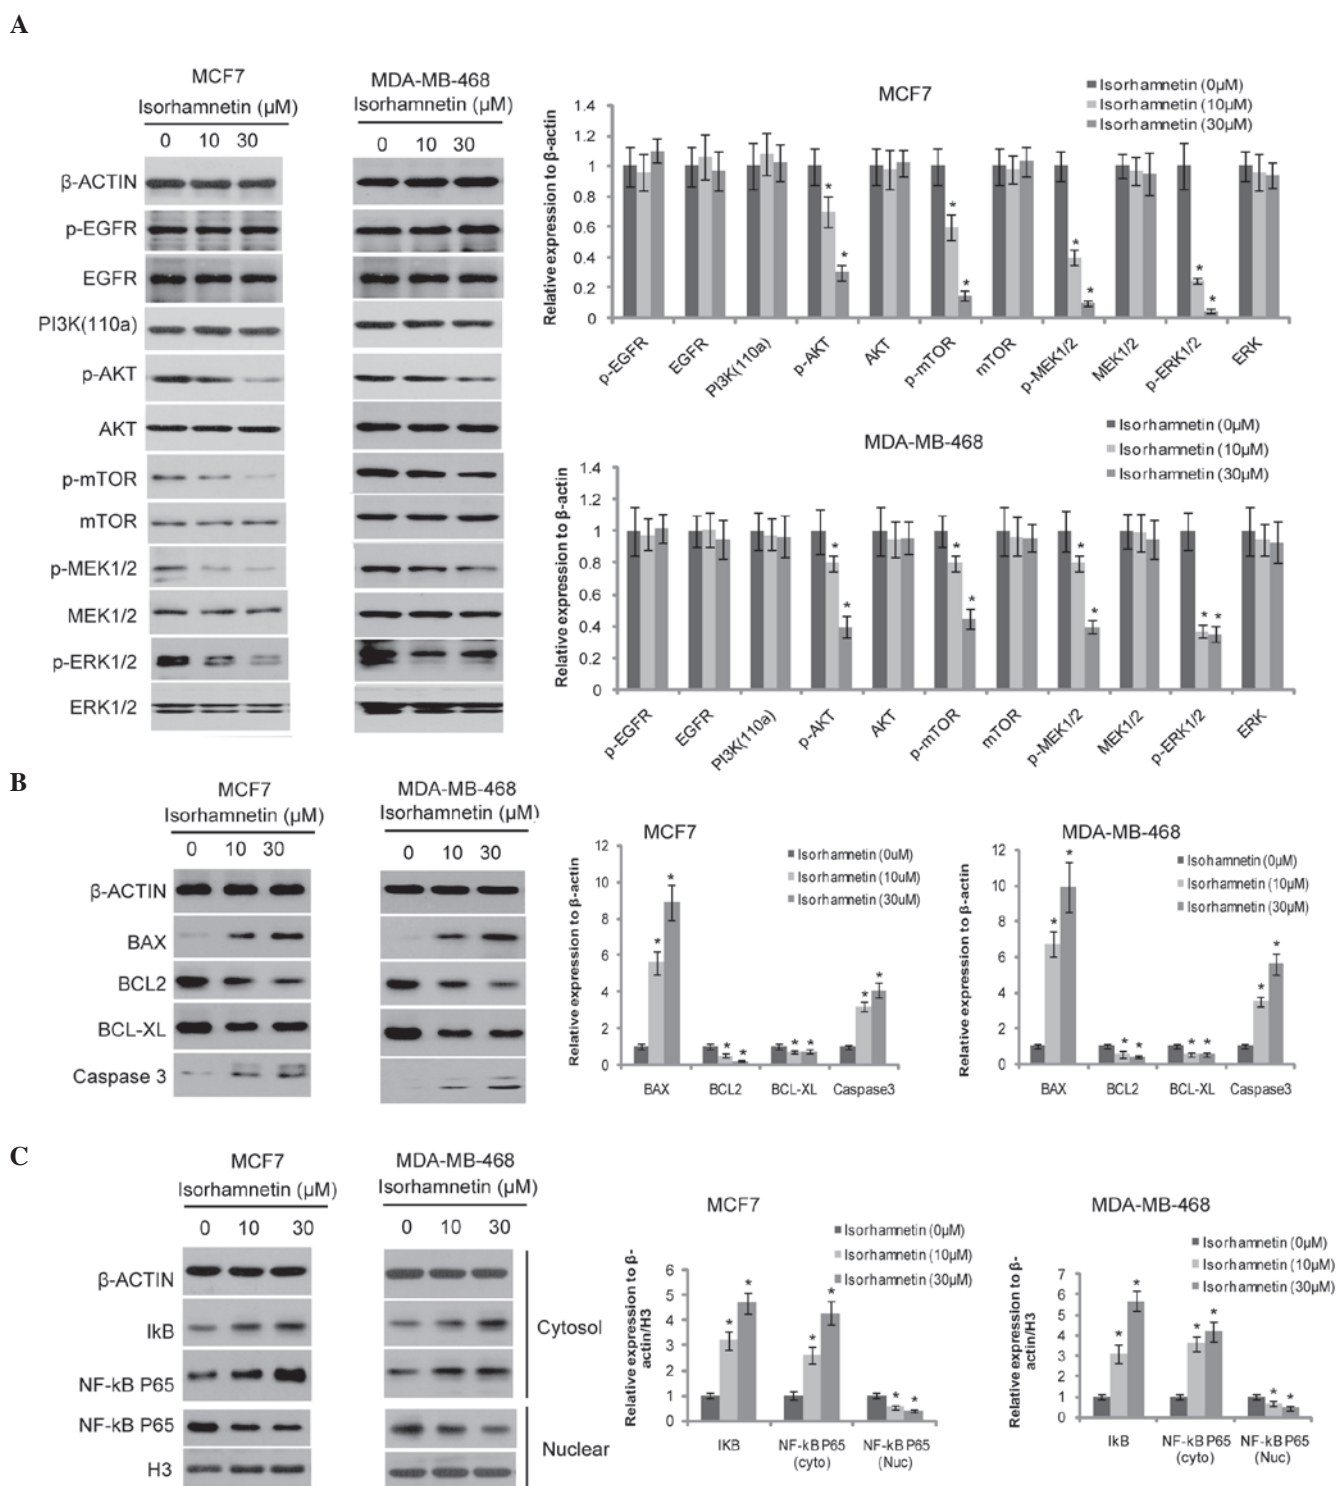 A
MCF7
Isorhamnetin (µM)
0 10 30
MDA-MB-468
Isorhamnetin (µM)
0 10 30
β-ACTIN
p-EGFR
EGFR
PI3K(110a)
p-AKT
AKT
p-mTOR
mTOR
p-MEK1/2
MEK1/2
p-ERK1/2
ERK1/2
MCF7
Isorhamnetin (0µM)
Isorhamnetin (10µM)
Isorhamnetin (30µM)
Relative expression to β-actin
1.4
1.2
1
0.8
0.6
0.4
0.2
0
* * * * * * * *
p-EGFR EGFR PI3K(110a) p-AKT AKT p-mTOR mTOR p-MEK1/2 MEK1/2 p-ERK1/2 ERK
MDA-MB-468
Isorhamnetin (0µM)
Isorhamnetin (10µM)
Isorhamnetin (30µM)
Relative expression to β-actin
1.4
1.2
1
0.8
0.6
0.4
0.2
0
* * * * * * * *
p-EGFR EGFR PI3K(110a) p-AKT AKT p-mTOR mTOR p-MEK1/2 MEK1/2 p-ERK1/2 ERK
B
MCF7
Isorhamnetin (µM)
0 10 30
MDA-MB-468
Isorhamnetin (µM)
0 10 30
β-ACTIN
BAX
BCL2
BCL-XL
Caspase 3
MCF7
Isorhamnetin (0uM)
Isorhamnetin (10uM)
Isorhamnetin (30uM)
Relative expression to β-actin
12
10
8
6
4
2
0
* * * * * * * *
BAX BCL2 BCL-XL Caspase3
MDA-MB-468
Isohamnetin (0µM)
Isorhamnetin (10µM)
Isorhamnetin (30µM)
Relative expression to β-actin
12
10
8
6
4
2
0
* * * * * * * *
BAX BCL2 BCL-XL Caspase3
C
MCF7
Isorhamnetin (µM)
0 10 30
MDA-MB-468
Isorhamnetin (µM)
0 10 30
β-ACTIN
IkB
NF-kB P65
NF-kB P65
H3
Cytosol
Nuclear
MCF7
Isorhamnetin (0µM)
Isorhamnetin (10µM)
Isorhamnetin (30µM)
Relative expression to β-
actin/H3
6
5
4
3
2
1
0
* * * * * *
IKB NF-kB P65 NF-kB P65
(cyto) (Nuc)
MDA-MB-468
Isorhamnetin (0µM)
Isorhamnetin (10µM)
Isorhamnetin (30µM)
Relative expression to β-
actin/H3
7
6
5
4
3
2
1
0
* * * * * *
IkB NF-kB P65 NF-kB P65
(cyto) (Nuc)